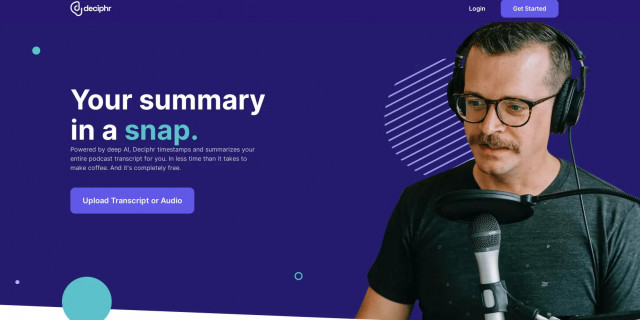 deciphr
Login
Get Started
Your summary
in a snap.
Powered by deep AI, Deciphr timestamps and summarizes your
entire podcast transcript for you. In less time than it takes to
make coffee. And it's completely free.
Upload Transcript or Audio